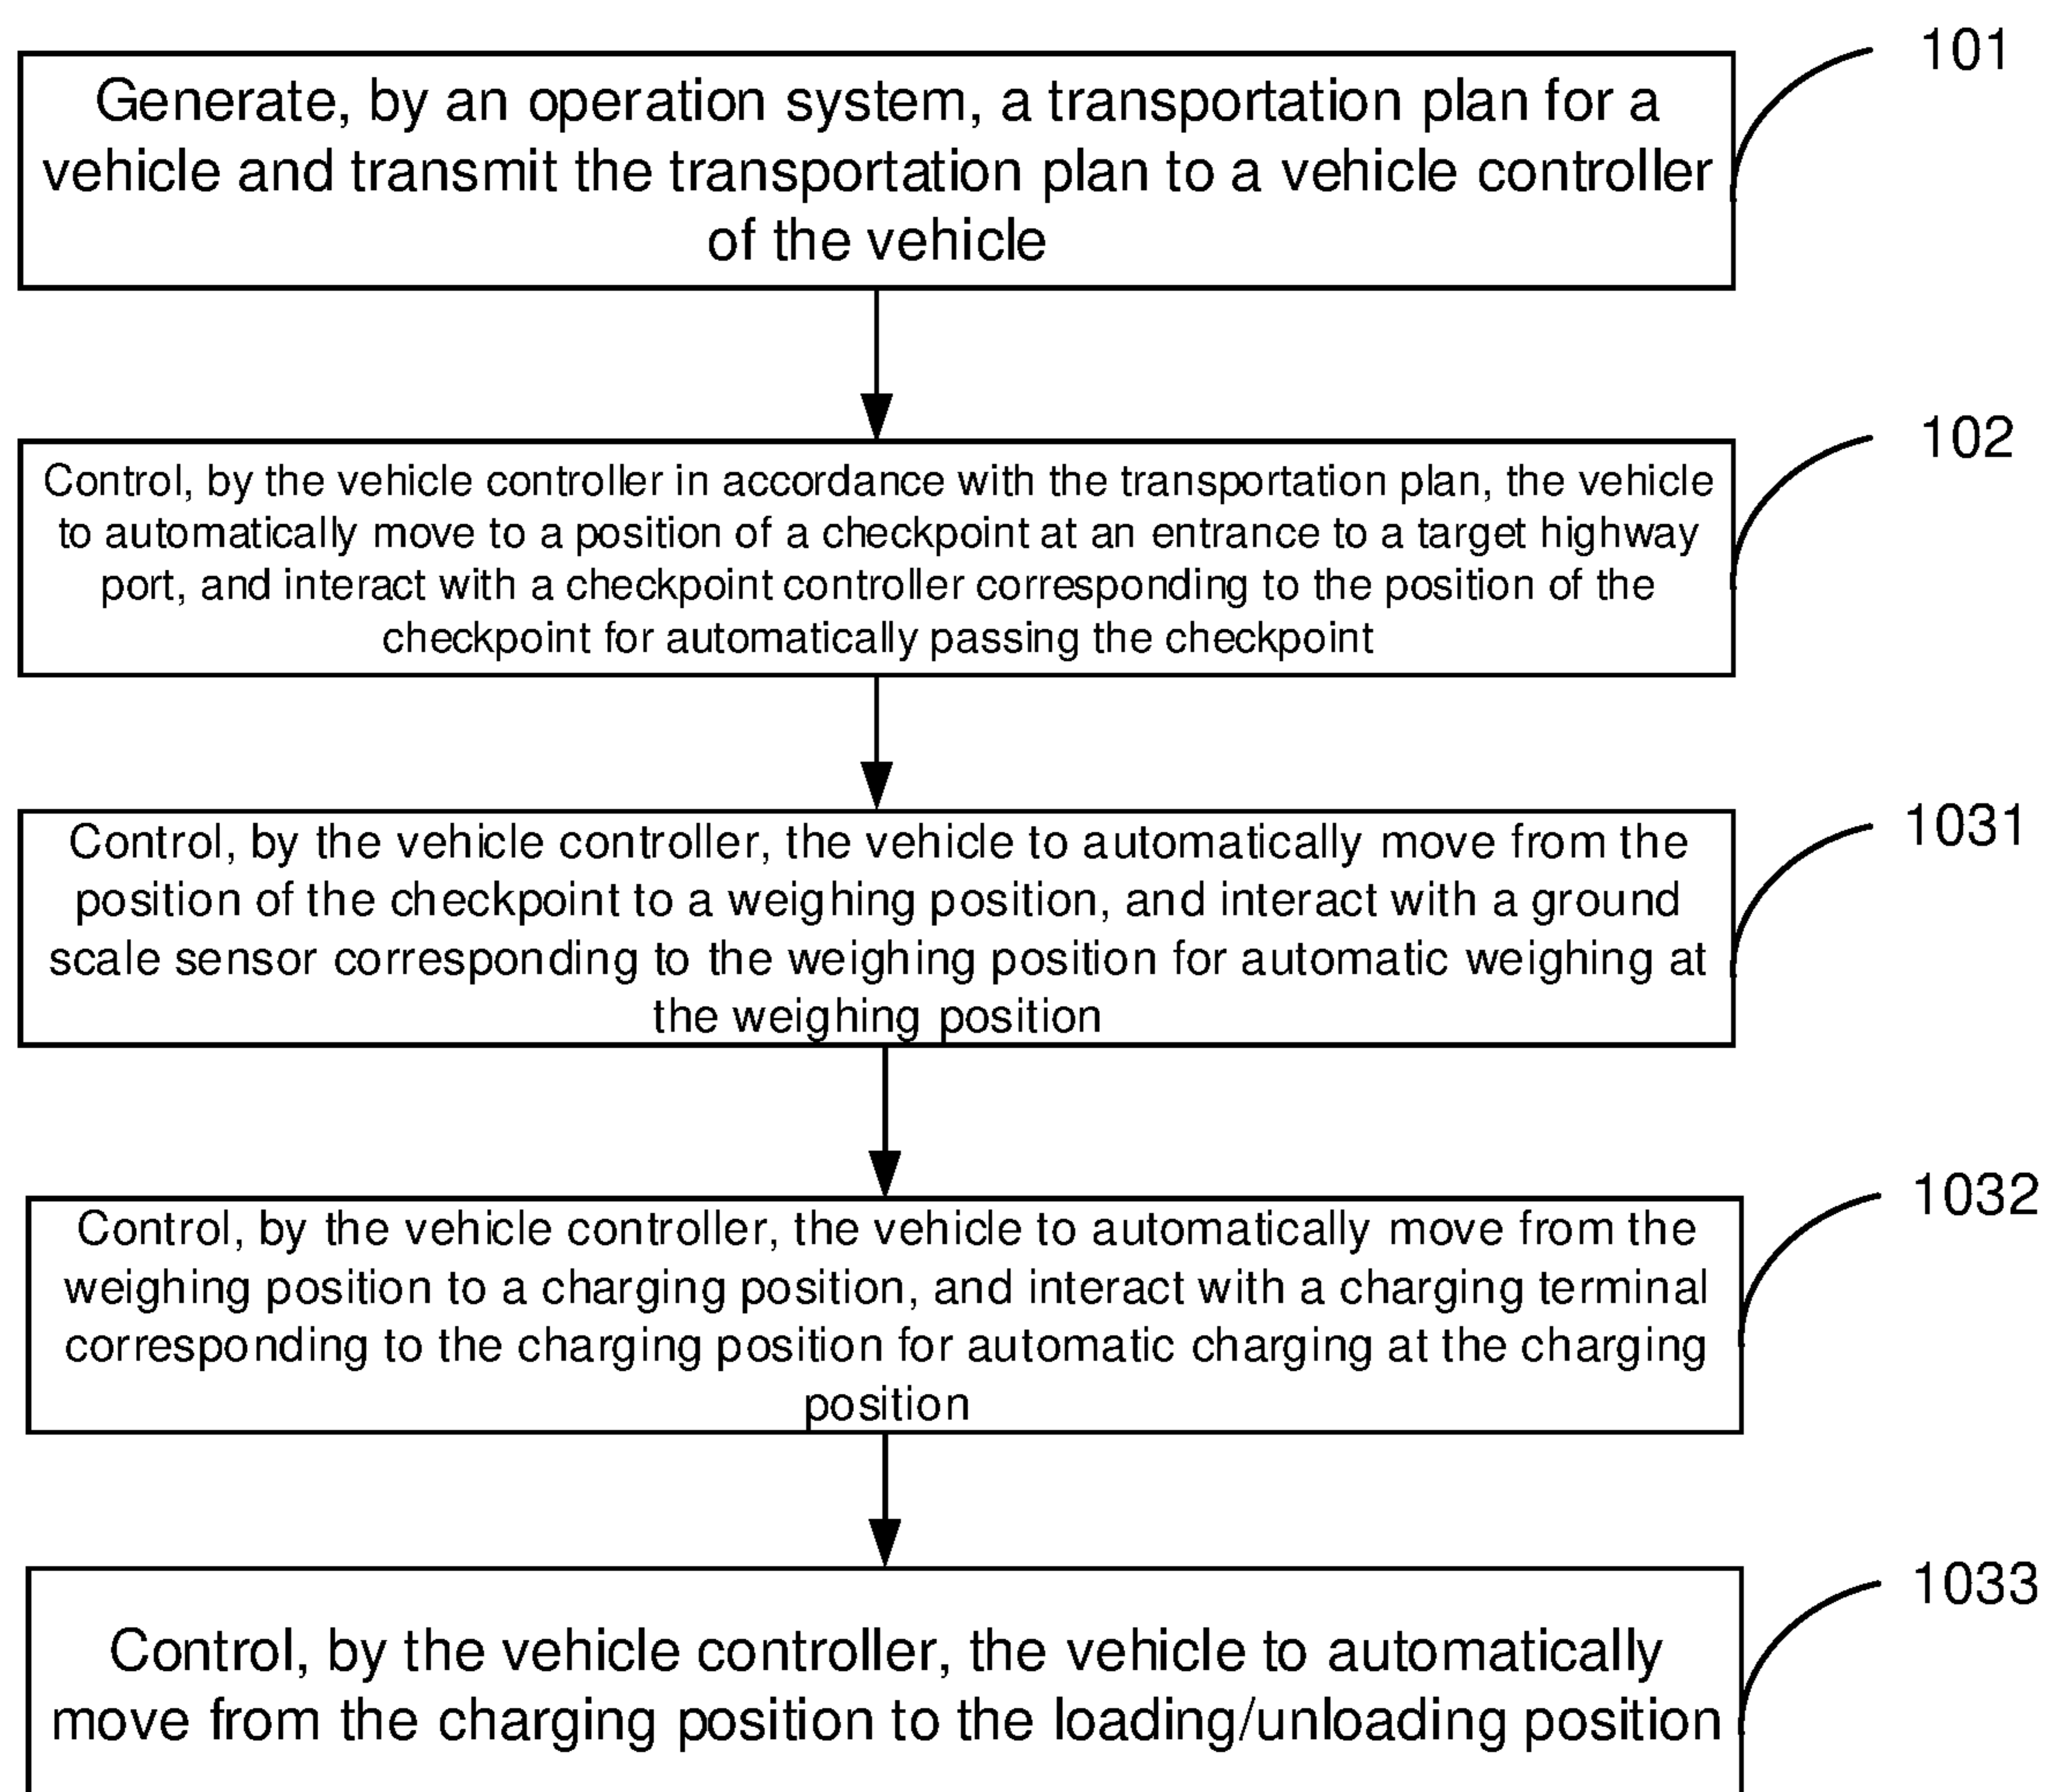 101
Generate, by an operation system, a transportation plan for a
vehicle and transmit the transportation plan to a vehicle controller
of the vehicle
102
Control, by the vehicle controller in accordance with the transportation plan, the vehicle
to automatically move to a position of a checkpoint at an entrance to a target highway
port, and interact with a checkpoint controller corresponding to the position of the
checkpoint for automatically passing the checkpoint
1031
Control, by the vehicle controller, the vehicle to automatically move from the
position of the checkpoint to a weighing position, and interact with a ground
scale sensor corresponding to the weighing position for automatic weighing at
the weighing position
1032
Control, by the vehicle controller, the vehicle to automatically move from the
weighing position to a charging position, and interact with a charging terminal
corresponding to the charging position for automatic charging at the charging
position
1033
Control, by the vehicle controller, the vehicle to automatically
move from the charging position to the loading/unloading position